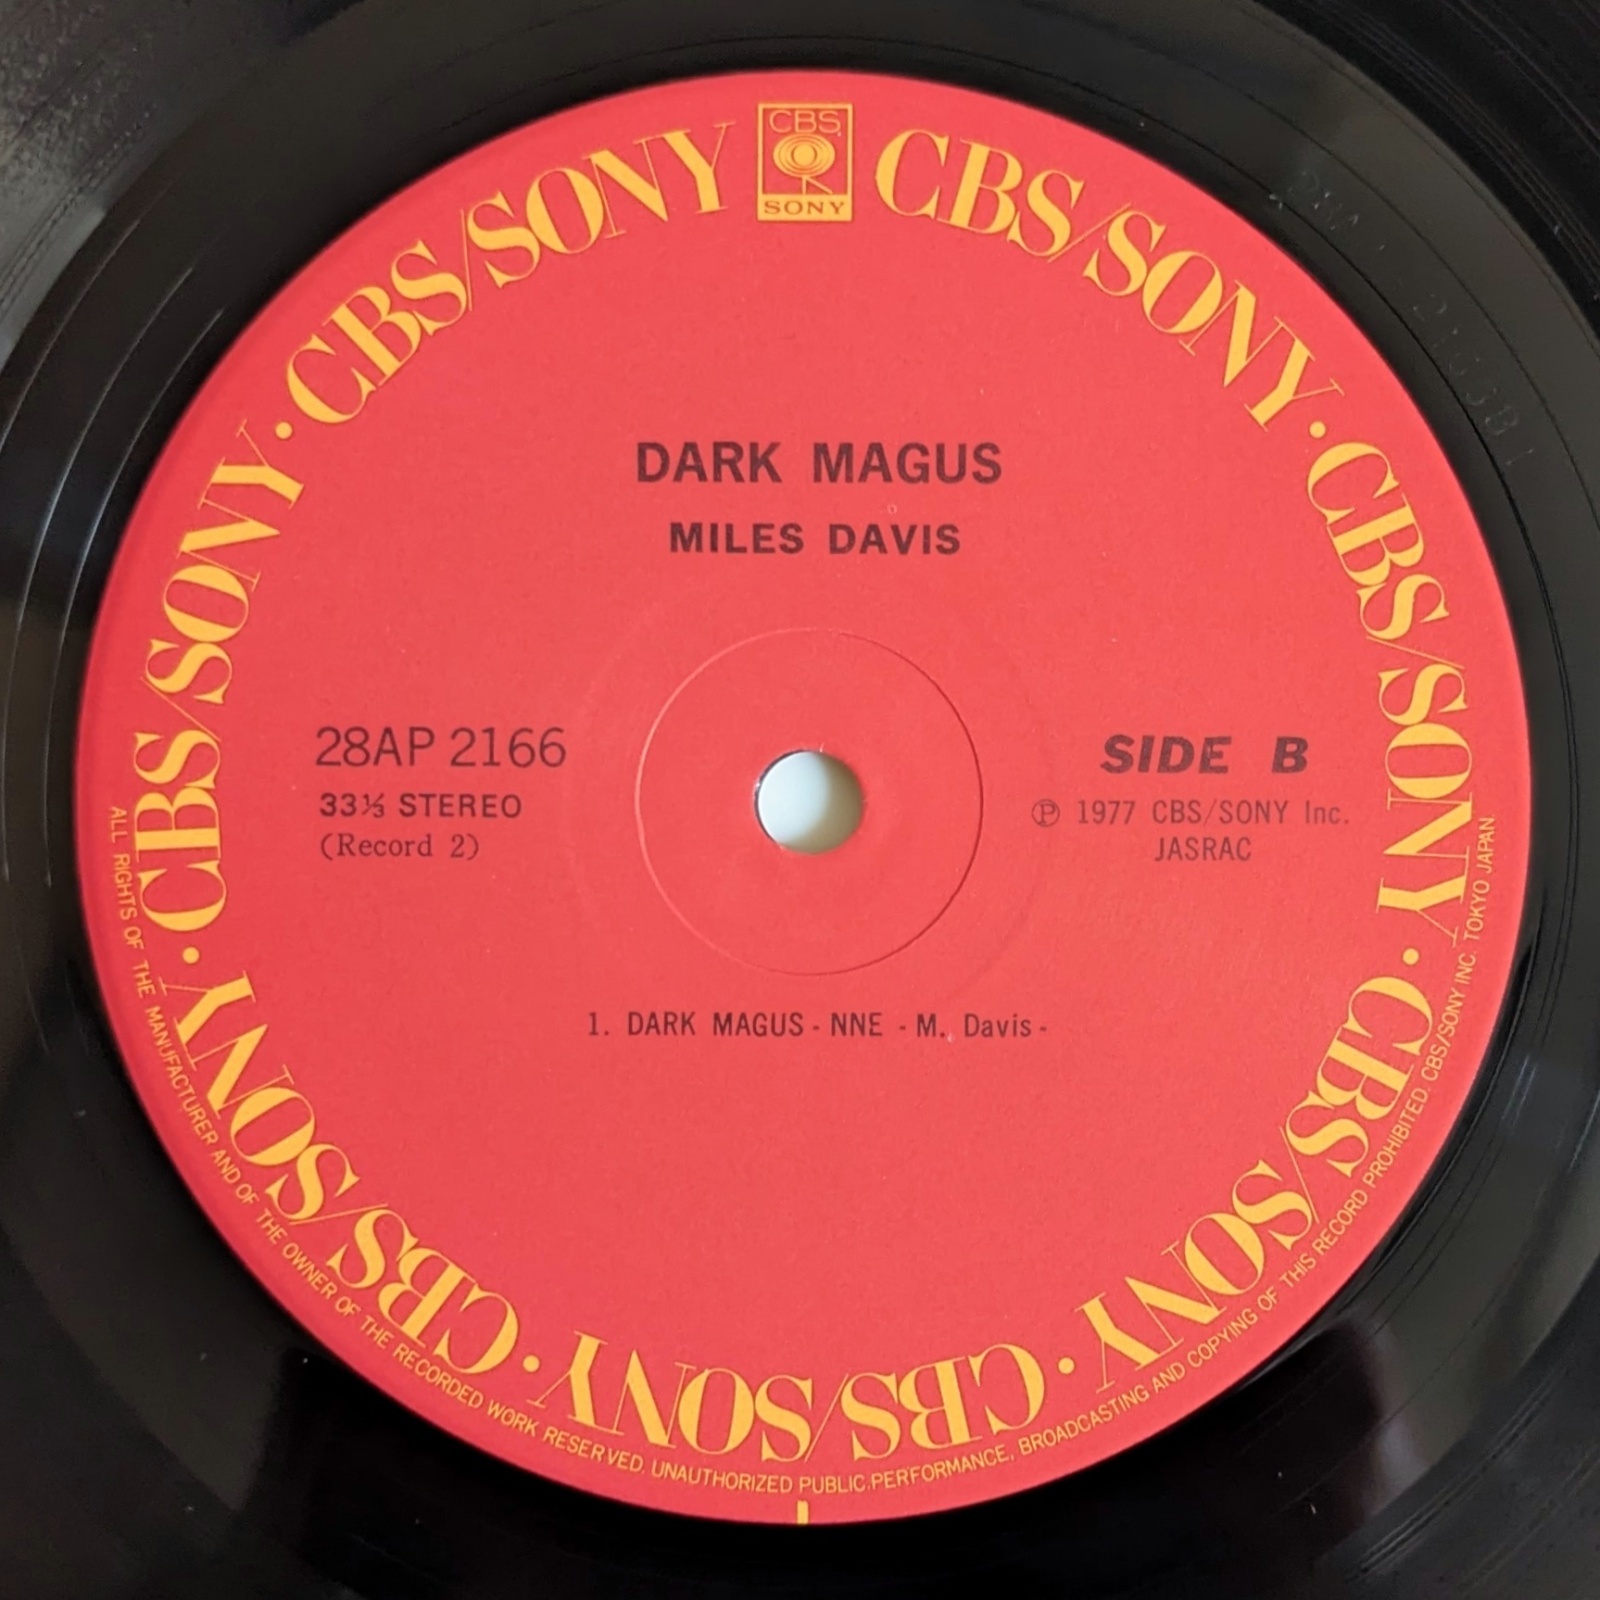 CBS
SONY
CBS/SONY · CBS/SONY · CBS/SONY · CBS/SONY · CBS/SONY · CBS/SONY · CBS/SONY
DARK MAGUS
MILES DAVIS
28AP 2166
33⅓ STEREO
(Record 2)
SIDE B
Ⓟ 1977 CBS/SONY Inc.
JASRAC
1. DARK MAGUS - NNE - M. Davis -
ALL RIGHTS OF THE MANUFACTURER AND OF THE OWNER OF THE RECORDED WORK RESERVED. UNAUTHORIZED PUBLIC PERFORMANCE, BROADCASTING AND COPYING OF THIS RECORD PROHIBITED. CBS/SONY INC. TOKYO JAPAN